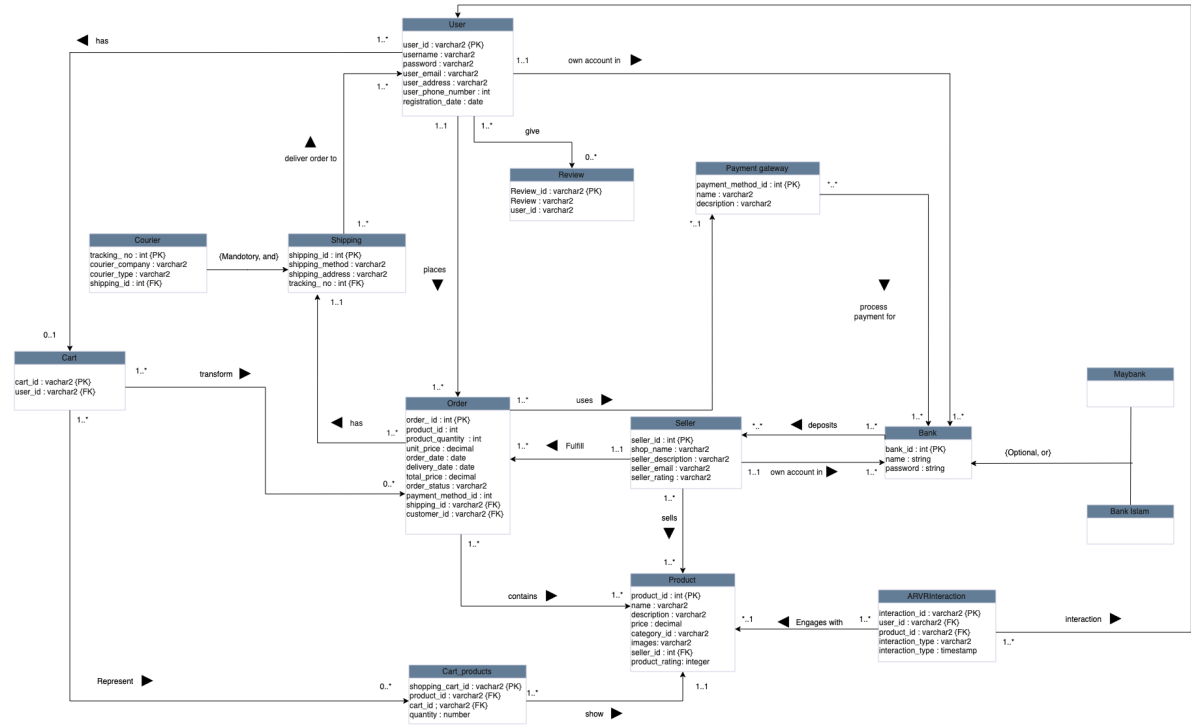 User
user_id : varchar2 {PK}
username : varchar2
password : varchar2
user_email : varchar2
user_address : varchar2
user_phone_number : int
registration_date : date
1..*
has
1..*
1..1
own account in
1..1
1..*
give
0..*
deliver order to
1..*
Review
Review_id : varchar2 {PK}
Review : varchar2
user_id : varchar2
Payment gateway
payment_method_id : int {PK}
name : varchar2
decsription : varchar2
*..*
*..1
Courier
tracking_ no : int {PK}
courier_company : varchar2
courier_type : varchar2
shipping_id : int {FK}
{Mandotory, and}
Shipping
shipping_id : int {PK}
shipping_method : varchar2
shipping_address : varchar2
tracking_ no : int {FK}
1..1
places
process
payment for
0..1
Cart
cart_id : vachar2 {PK}
user_id : varchar2 {FK}
1..*
transform
1..*
0..*
1..*
Order
order_ id : int {PK}
product_id : int
product_quantity : int
unit_price : decimal
order_date : date
delivery_date : date
total_price : decimal
order_status : varchar2
payment_method_id : int
shipping_id : varchar2 {FK}
customer_id : varchar2 {FK}
has
1..*
1..*
uses
1..*
Fulfill
1..1
Seller
seller_id : int {PK}
shop_name : varchar2
seller_description : varchar2
seller_email : varchar2
seller_rating : varchar2
*..*
deposits
1..*
1..1
own account in
1..*
1..*
1..*
Bank
bank_id : int {PK}
name : string
password : string
{Optional, or}
Maybank
Bank Islam
1..*
sells
1..*
1..*
contains
1..*
Product
product_id : int {PK}
name : varchar2
description : varchar2
price : decimal
category_id : varchar2
images: varchar2
seller_id : int {FK}
product_rating: integer
*..1
Engages with
1..*
ARVRInteraction
interaction_id : varchar2 {PK}
user_id : varchar2 {FK}
product_id : varchar2 {FK}
interaction_type : varchar2
interaction_type : timestamp
interaction
1..*
Represent
0..*
Cart_products
shopping_cart_id : vachar2 {PK}
product_id : varchar2 {FK}
cart_id ; varchar2 {FK}
quantity : number
1..*
show
1..1